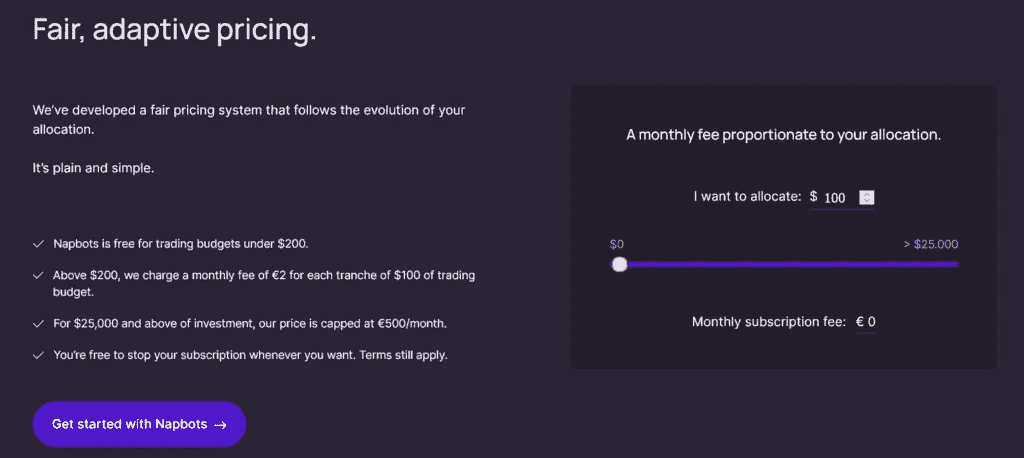 Fair, adaptive pricing.
We've developed a fair pricing system that follows the evolution of your
allocation.
It's plain and simple.
Napbots is free for trading budgets under $200.
Above $200, we charge a monthly fee of €2 for each tranche of $100 of trading
budget.
For $25,000 and above of investment, our price is capped at €500/month.
You're free to stop your subscription whenever you want. Terms still apply.
Get started with Napbots →
A monthly fee proportionate to your allocation.
I want to allocate: $ 100
$0 > $25.000
Monthly subscription fee: € 0